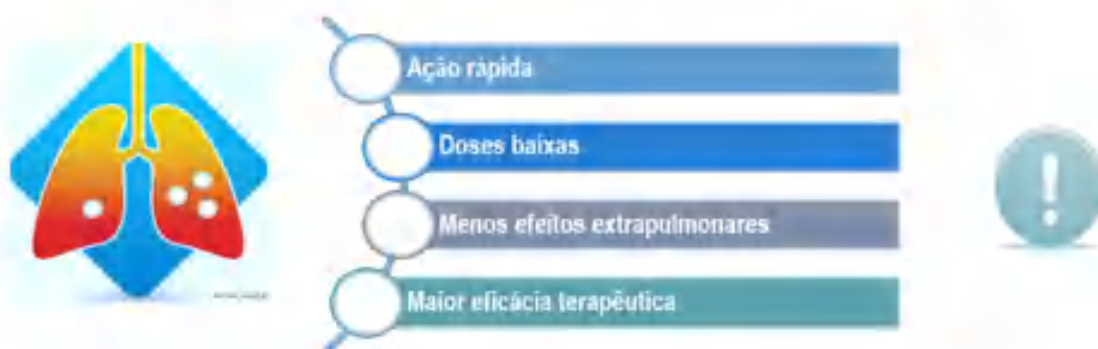 Ação rápida
Doses baixas
Menos efeitos extrapulmonares
Maior eficácia terapêutica
!